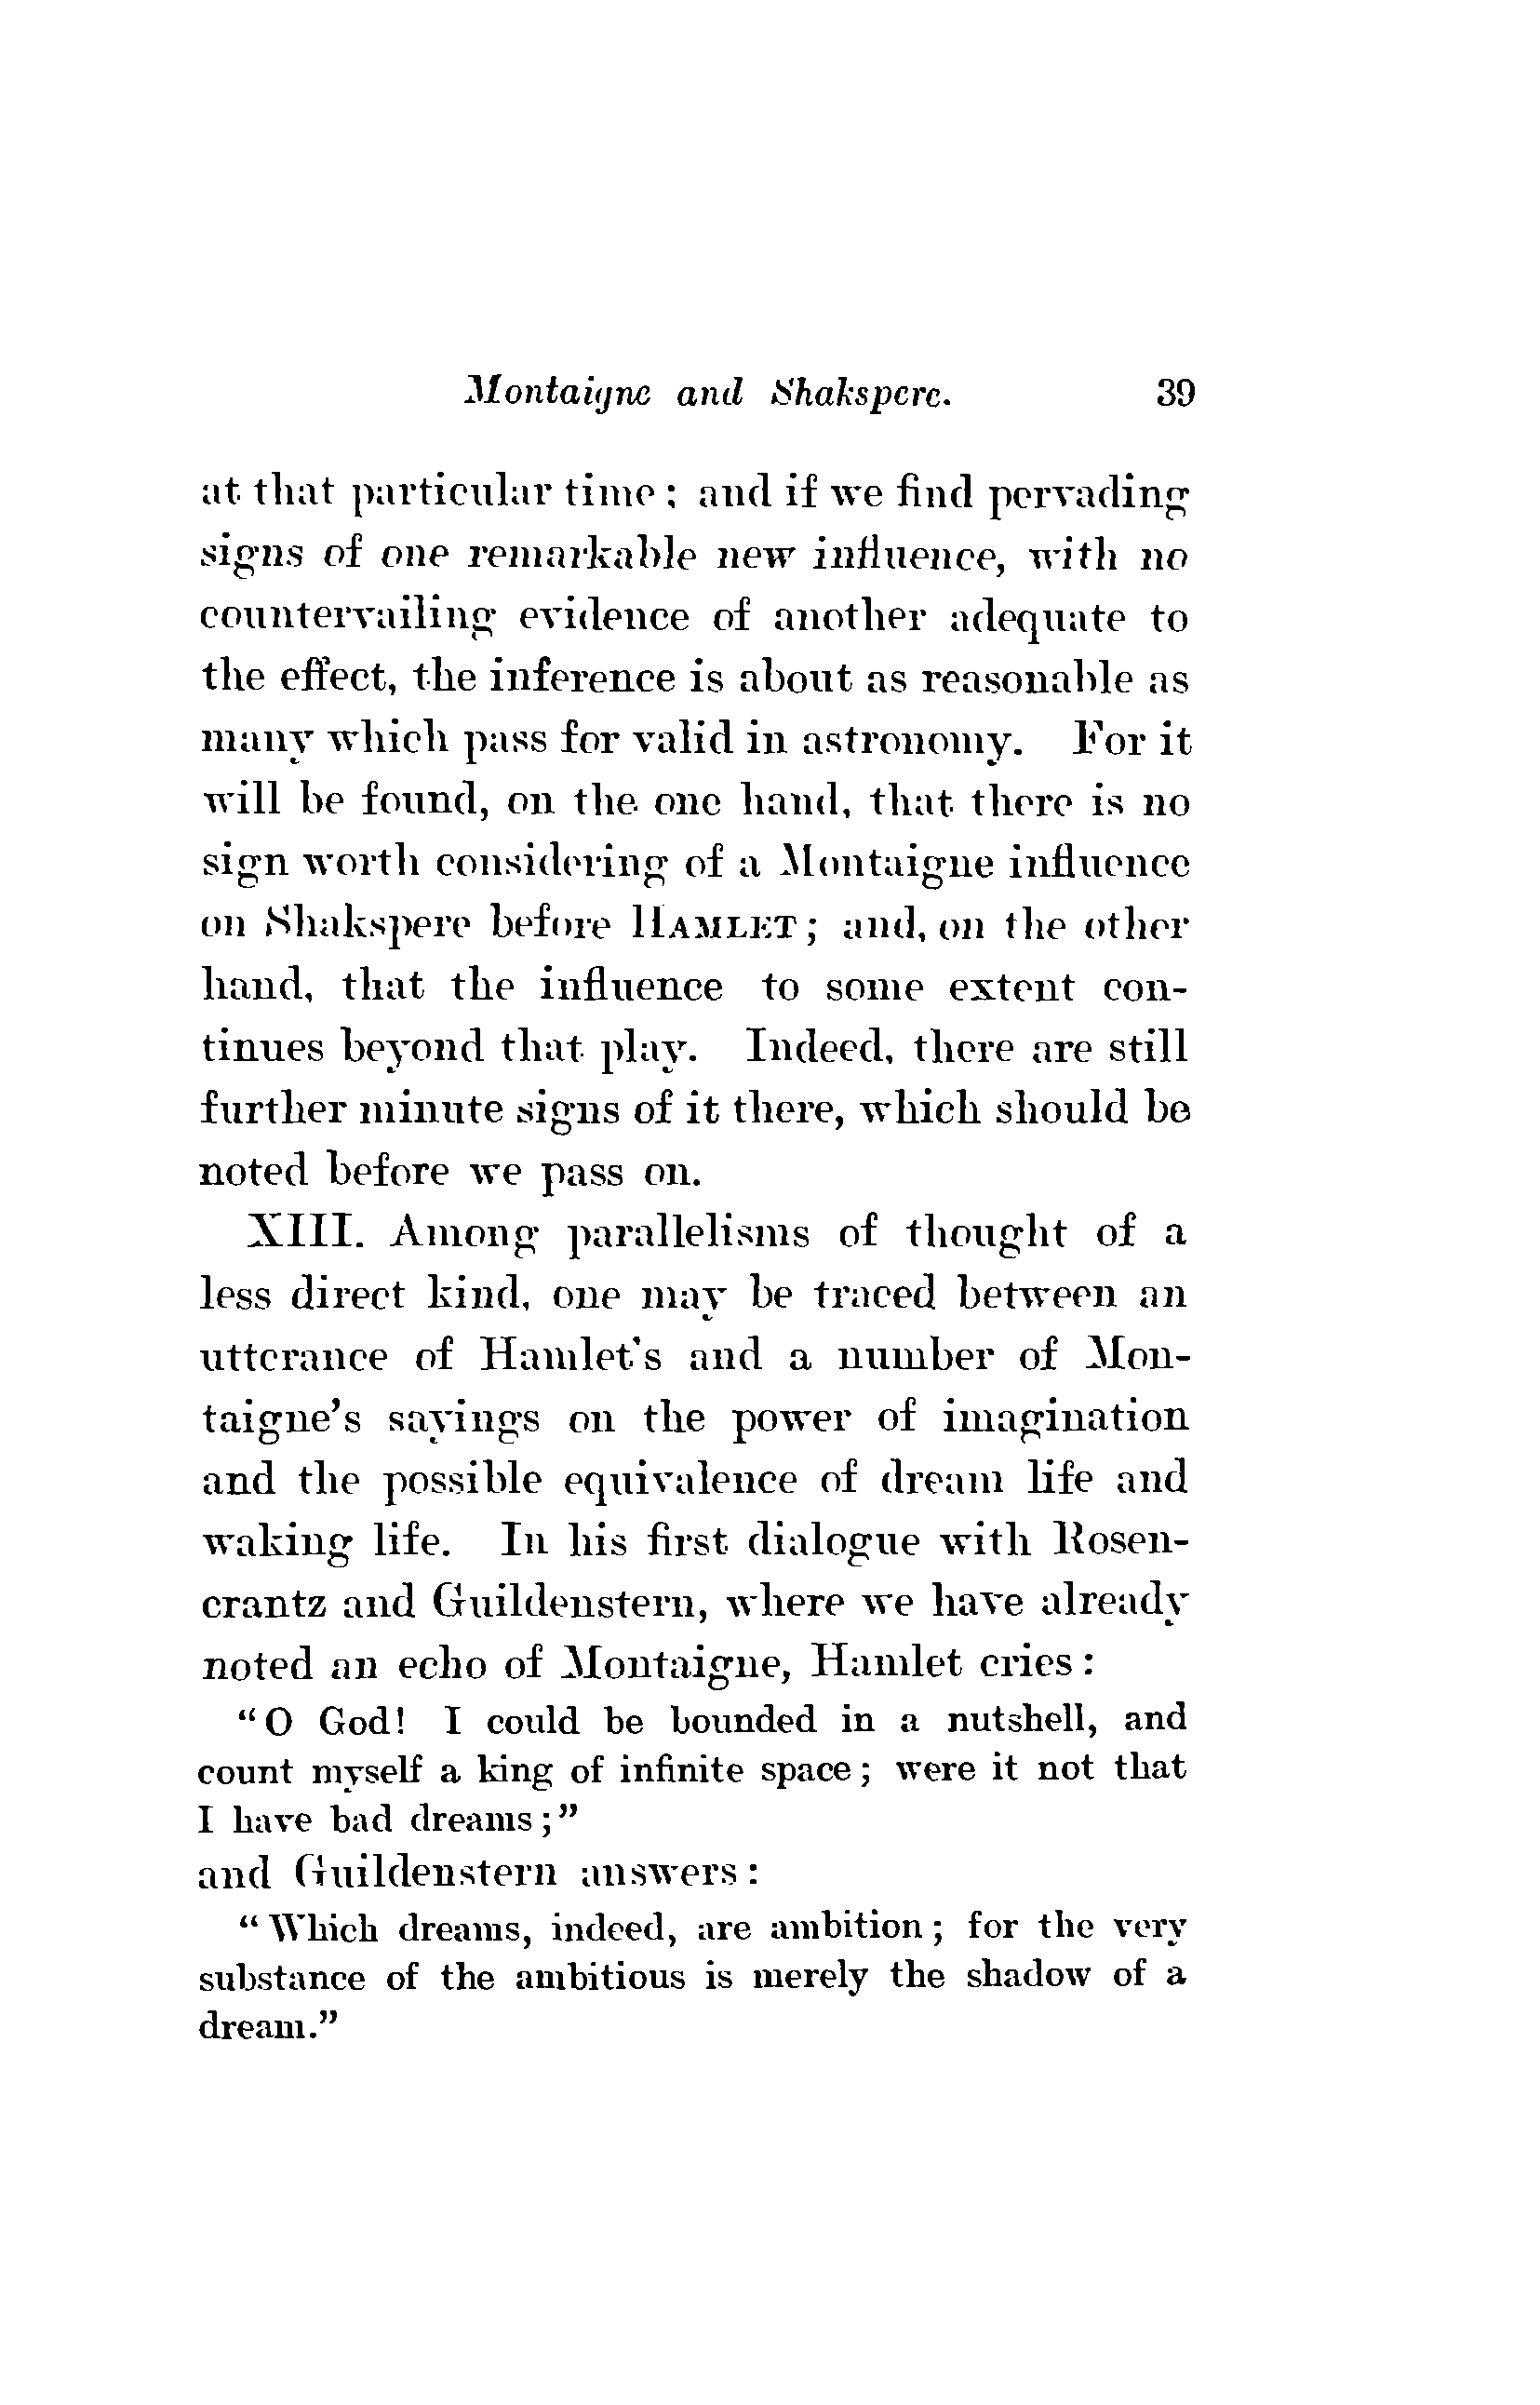 Montaigne and Shakspere. 39
at that particular time ; and if we find pervading
signs of one remarkable new influence, with no
countervailing evidence of another adequate to
the effect, the inference is about as reasonable as
many which pass for valid in astronomy. For it
will be found, on the one hand, that there is no
sign worth considering of a Montaigne influence
on Shakspere before HAMLET ; and, on the other
hand, that the influence to some extent con-
tinues beyond that play. Indeed, there are still
further minute signs of it there, which should be
noted before we pass on.
XIII. Among parallelisms of thought of a
less direct kind, one may be traced between an
utterance of Hamlet's and a number of Mon-
taigne's sayings on the power of imagination
and the possible equivalence of dream life and
waking life. In his first dialogue with Rosen-
crantz and Guildenstern, where we have already
noted an echo of Montaigne, Hamlet cries :
“O God! I could be bounded in a nutshell, and
count myself a king of infinite space ; were it not that
I have bad dreams ;”
and Guildenstern answers :
“Which dreams, indeed, are ambition ; for the very
substance of the ambitious is merely the shadow of a
dream.”